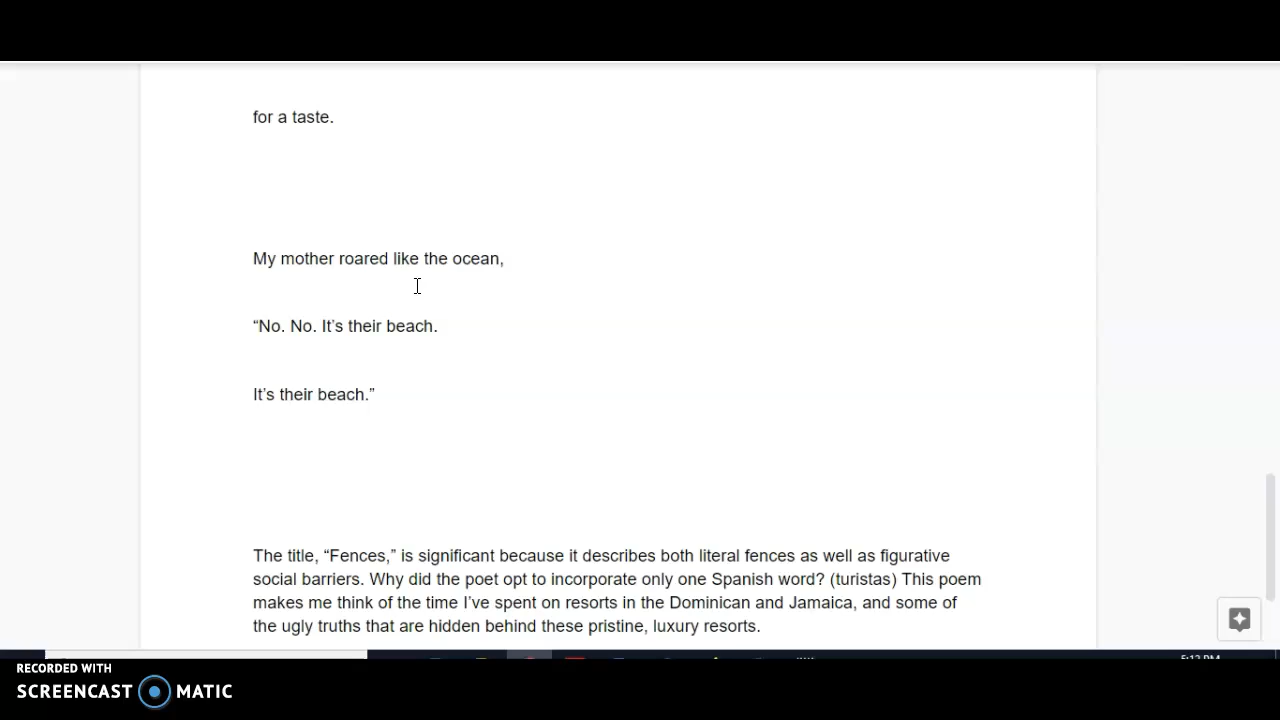 for a taste.
My mother roared like the ocean,
“No. No. It’s their beach.
It’s their beach.”
The title, “Fences,” is significant because it describes both literal fences as well as figurative
social barriers. Why did the poet opt to incorporate only one Spanish word? (turistas) This poem
makes me think of the time I’ve spent on resorts in the Dominican and Jamaica, and some of
the ugly truths that are hidden behind these pristine, luxury resorts.
RECORDED WITH
SCREENCAST MATIC